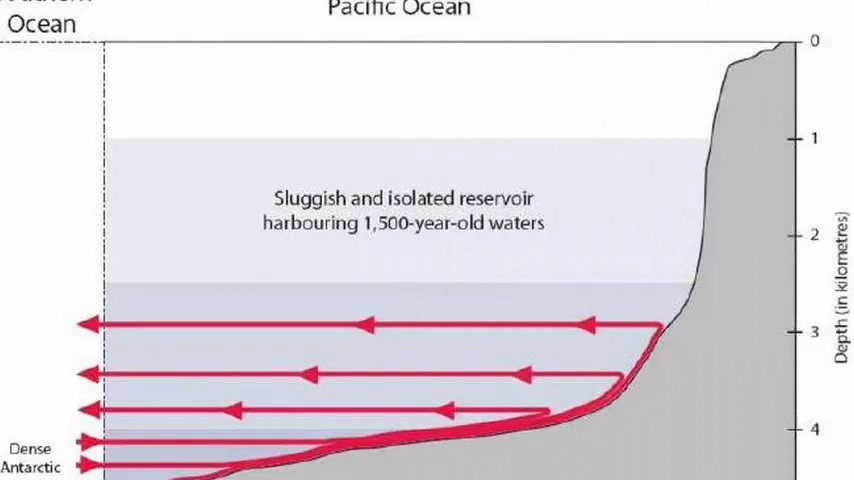 Ocean
Pacific Ocean
0
1
Sluggish and isolated reservoir
harbouring 1,500-year-old waters
2
3
4
Depth (in kilometres)
Dense
Antarctic